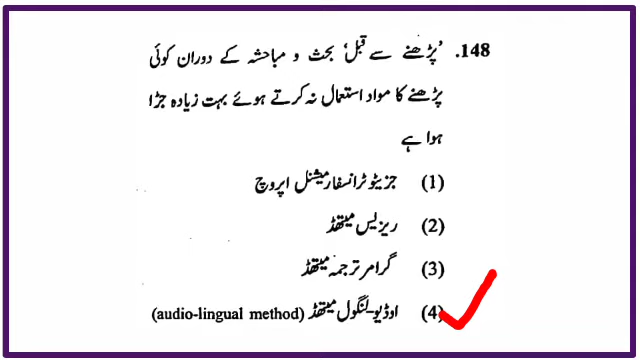 148. 'پڑھنے سے قبل' بحث و مباحثہ کے دوران کوئی
پڑھنے کا مواد استعمال نہ کرتے ہوئے بہت زیادہ جڑا
ہوا ہے
(1) جزیٹو ٹرانسفارمیشنل اپروچ
(2) ریزیس میتھڈ
(3) گرامر ترجمہ میتھڈ
(4) اوڈیو-لنگول میتھڈ (audio-lingual method)